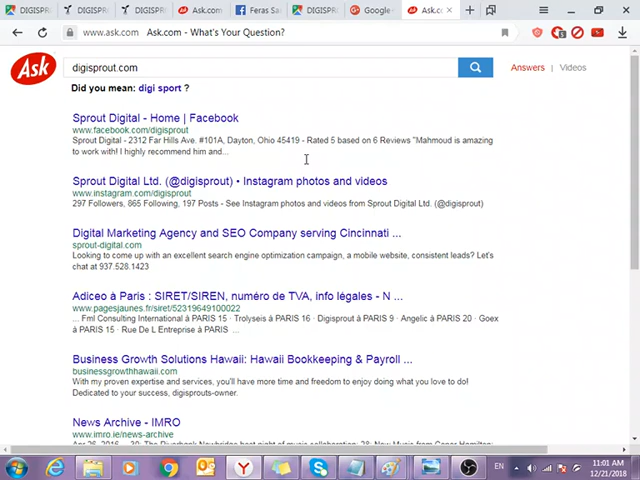 DIGISPR
DIGISP
DIGISP
Ask.co
Feras Sa
DIGISPR
Google
Ask.c
www.ask.com Ask.com - What's Your Question?
Ask
digisprout.com
Answers | Videos
Did you mean: digi sport ?
Sprout Digital - Home | Facebook
www.facebook.com/digisprout
Sprout Digital - 2312 Far Hills Ave. #101A, Dayton, Ohio 45419 - Rated 5 based on 6 Reviews "Mahmoud is amazing
to work with! I highly recommend him and...
Sprout Digital Ltd. (@digisprout) • Instagram photos and videos
www.instagram.com/digisprout
297 Followers, 865 Following, 197 Posts - See Instagram photos and videos from Sprout Digital Ltd. (@digisprout)
Digital Marketing Agency and SEO Company serving Cincinnati ...
sprout-digital.com
Looking to come up with an excellent search engine optimization campaign, a mobile website, consistent leads? Let's
chat at 937.528.1423
Adiceo à Paris : SIRET/SIREN, numéro de TVA, info légales - N ...
www.pagesjaunes.fr/siret/52319649100022
... Fml Consulting International à PARIS 15 · Trolyseis à PARIS 16 · Digisprout à PARIS 9 · Angelic à PARIS 20 · Goex
à PARIS 15 · Rue De L Entreprise à PARIS ...
Business Growth Solutions Hawaii: Hawaii Bookkeeping & Payroll ...
businessgrowthhawaii.com
With my proven expertise and services, you'll have more time and freedom to enjoy doing what you love to do!
Dedicated to your success, digisprouts-owner.
News Archive - IMRO
www.imro.ie/news-archive
EN
11:01 AM
12/21/2018